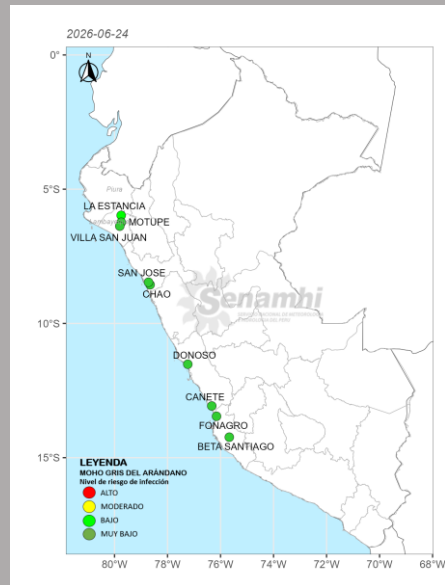 2026-06-24
N
0°
5°S
Piura
LA ESTANCIA
MOTUPE
VILLA SAN JUAN
SAN JOSE
CHAO
Senamhi
10°S
DONOSO
CANETE
FONAGRO
BETA SANTIAGO
15°S
LEYENDA
MOHO GRIS DEL ARÁNDANO
Nivel de riesgo de infección
ALTO
MODERADO
BAJO
MUY BAJO
80°W 78°W 76°W 74°W 72°W 70°W 68°W